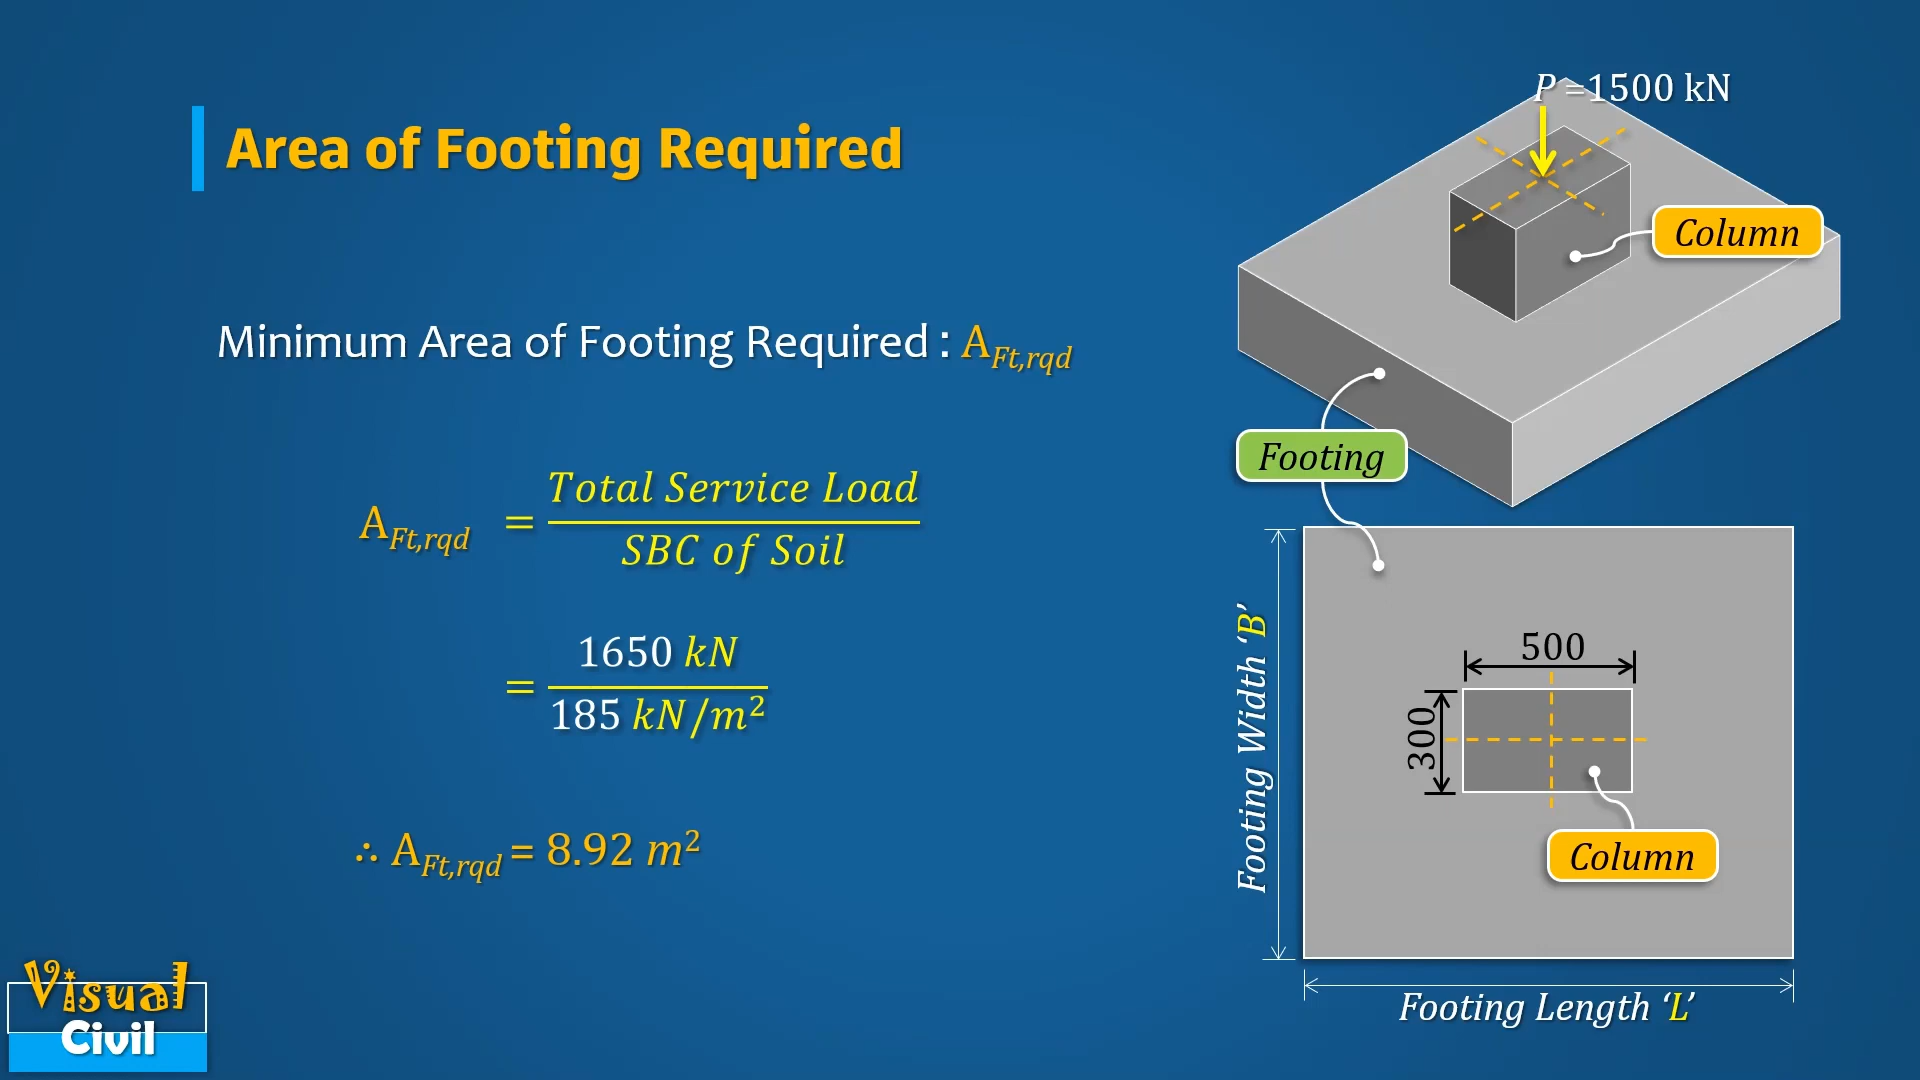 Area of Footing Required
Minimum Area of Footing Required : A_Ft,rqd
A_Ft,rqd = Total Service Load / SBC of Soil
= 1650 kN / 185 kN/m²
∴ A_Ft,rqd = 8.92 m²
P =1500 kN
Column
Footing
500
300
Column
Footing Width ‘B’
Footing Length ‘L’
Visual
Civil